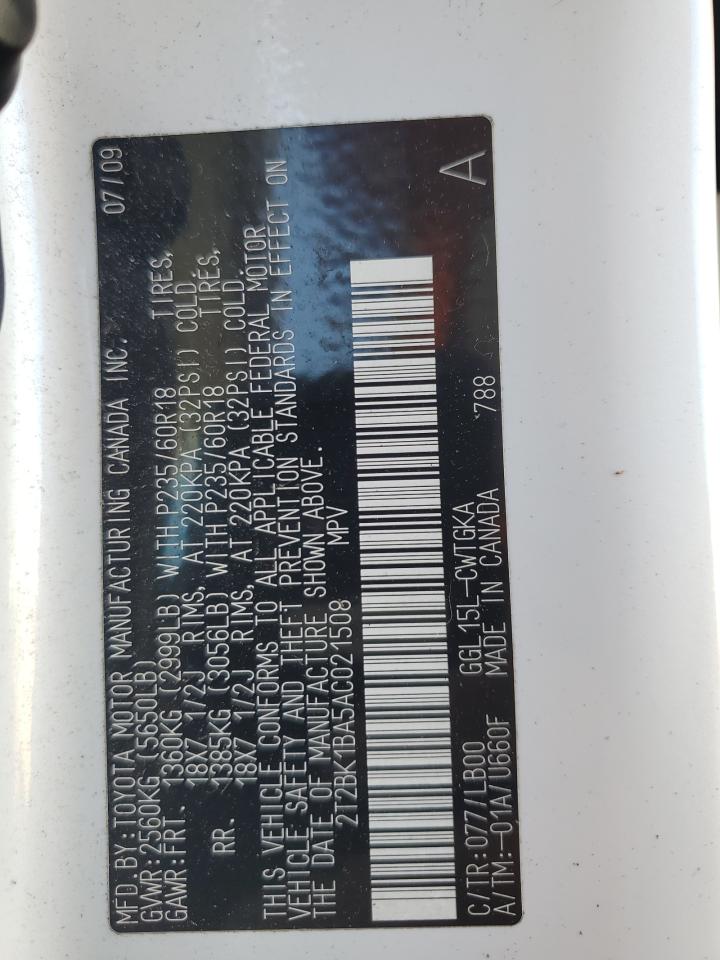 MFD.BY:TOYOTA MOTOR MANUFACTURING CANADA INC. 07/09
GVWR:2560KG (5650LB)
GAWR:FRT. 1360KG (2999LB) WITH P235/60R18 TIRES,
18X7 1/2J RIMS, AT 220KPA (32PSI) COLD.
RR. 1385KG (3056LB) WITH P235/60R18 TIRES,
18X7 1/2J RIMS, AT 220KPA (32PSI) COLD.
THIS VEHICLE CONFORMS TO ALL APPLICABLE FEDERAL MOTOR
VEHICLE SAFETY AND THEFT PREVENTION STANDARDS IN EFFECT ON
THE DATE OF MANUFACTURE SHOWN ABOVE.
2T2BK1BA5AC021508 MPV
C/TR:077/LB00 GGL15L-CWTGKA 788 A
A/TM:-01A/U660F MADE IN CANADA